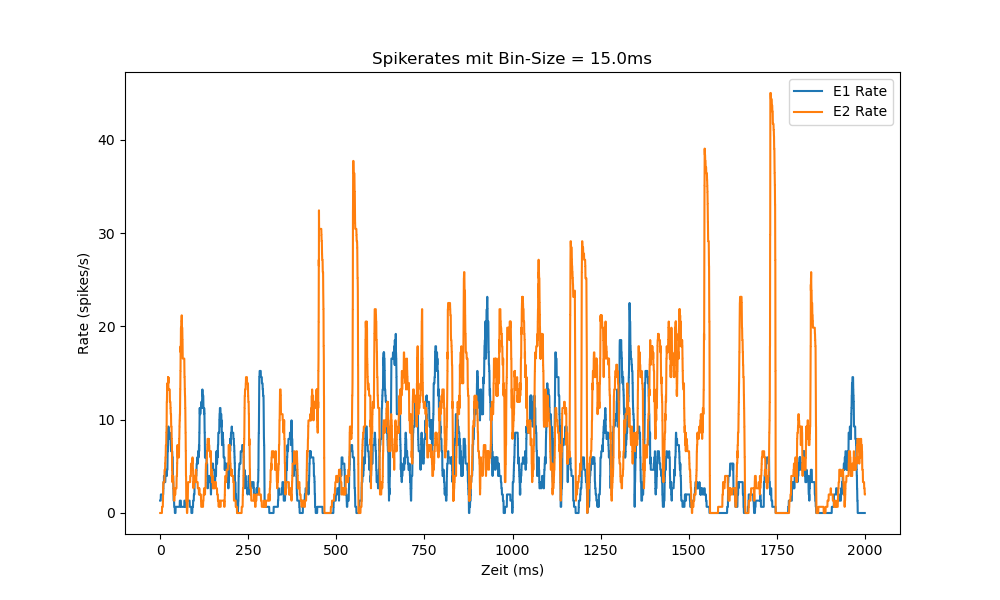 Spikerates mit Bin-Size = 15.0ms
E1 Rate
E2 Rate
Rate (spikes/s)
40
30
20
10
0
0 250 500 750 1000 1250 1500 1750 2000
Zeit (ms)